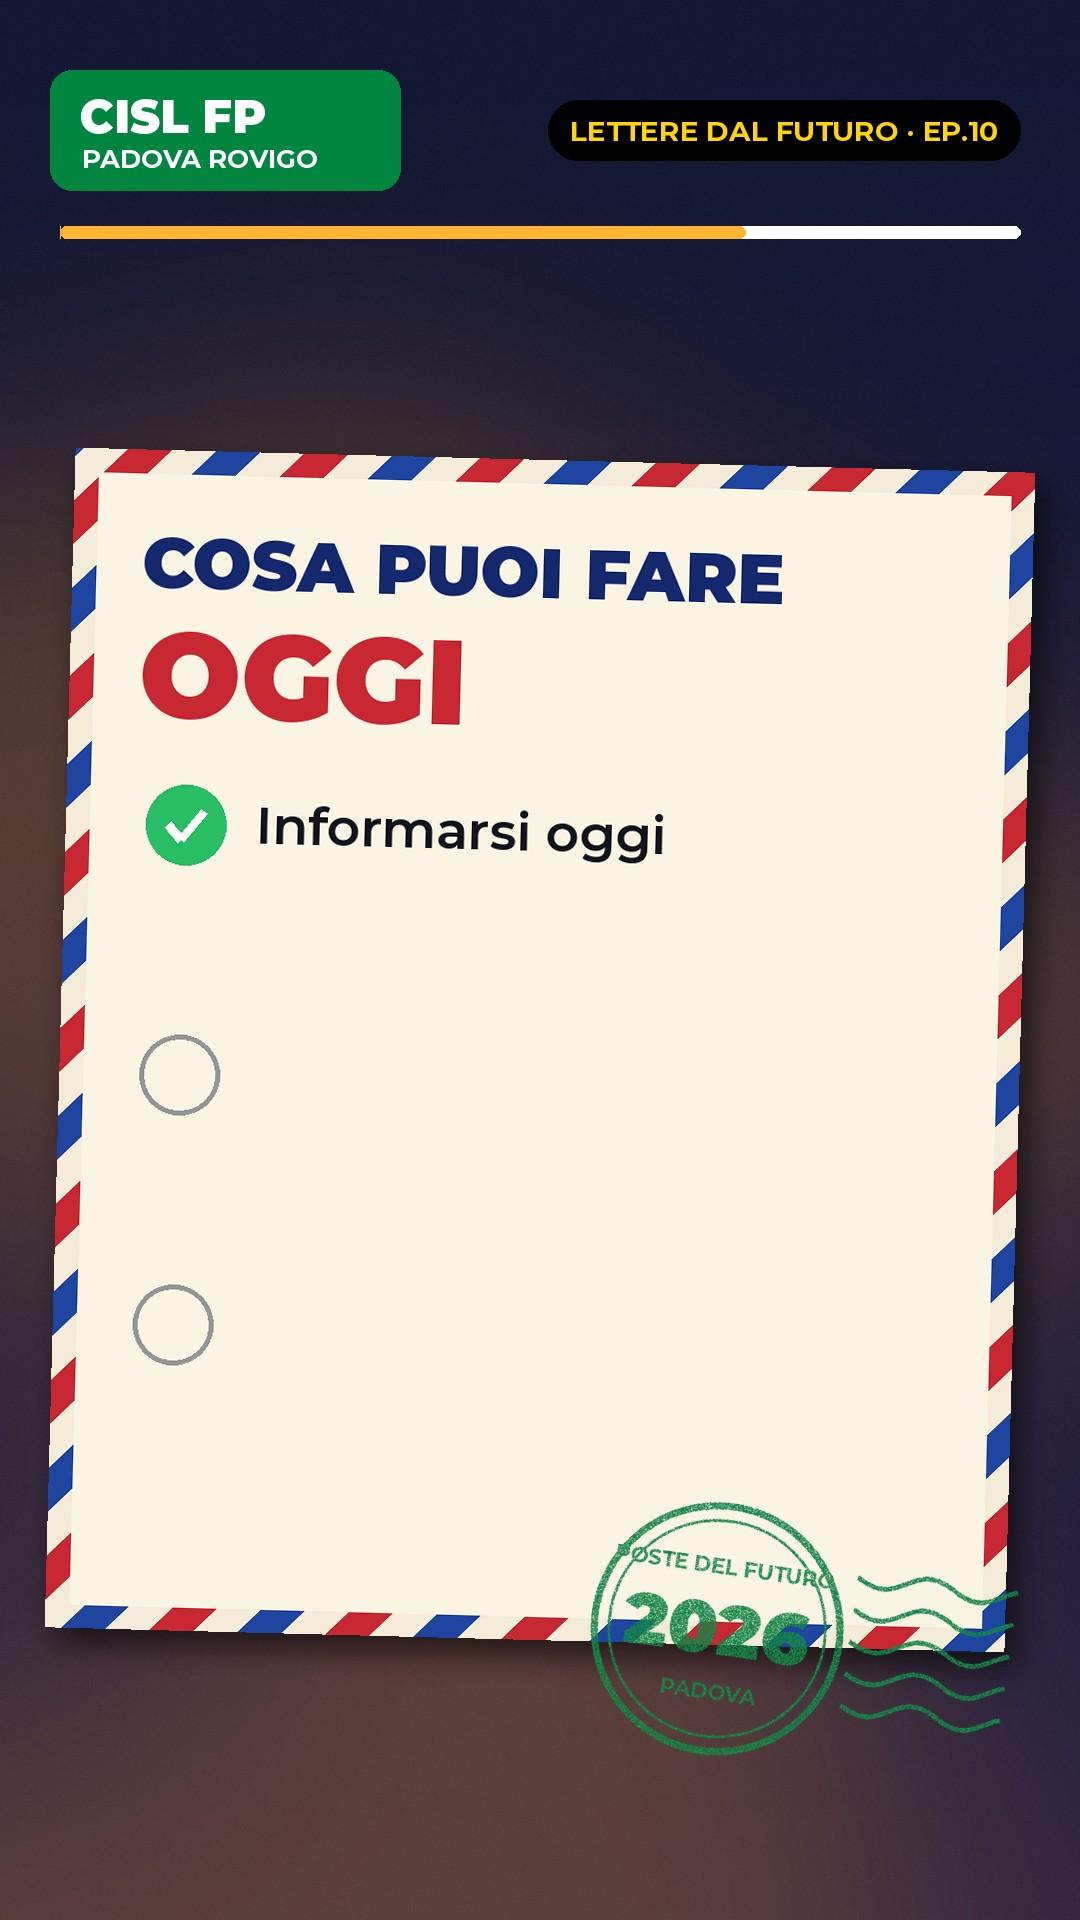 CISL FP
PADOVA ROVIGO
LETTERE DAL FUTURO · EP.10
COSA PUOI FARE
OGGI
Informarsi oggi
POSTE DEL FUTURO
2026
PADOVA